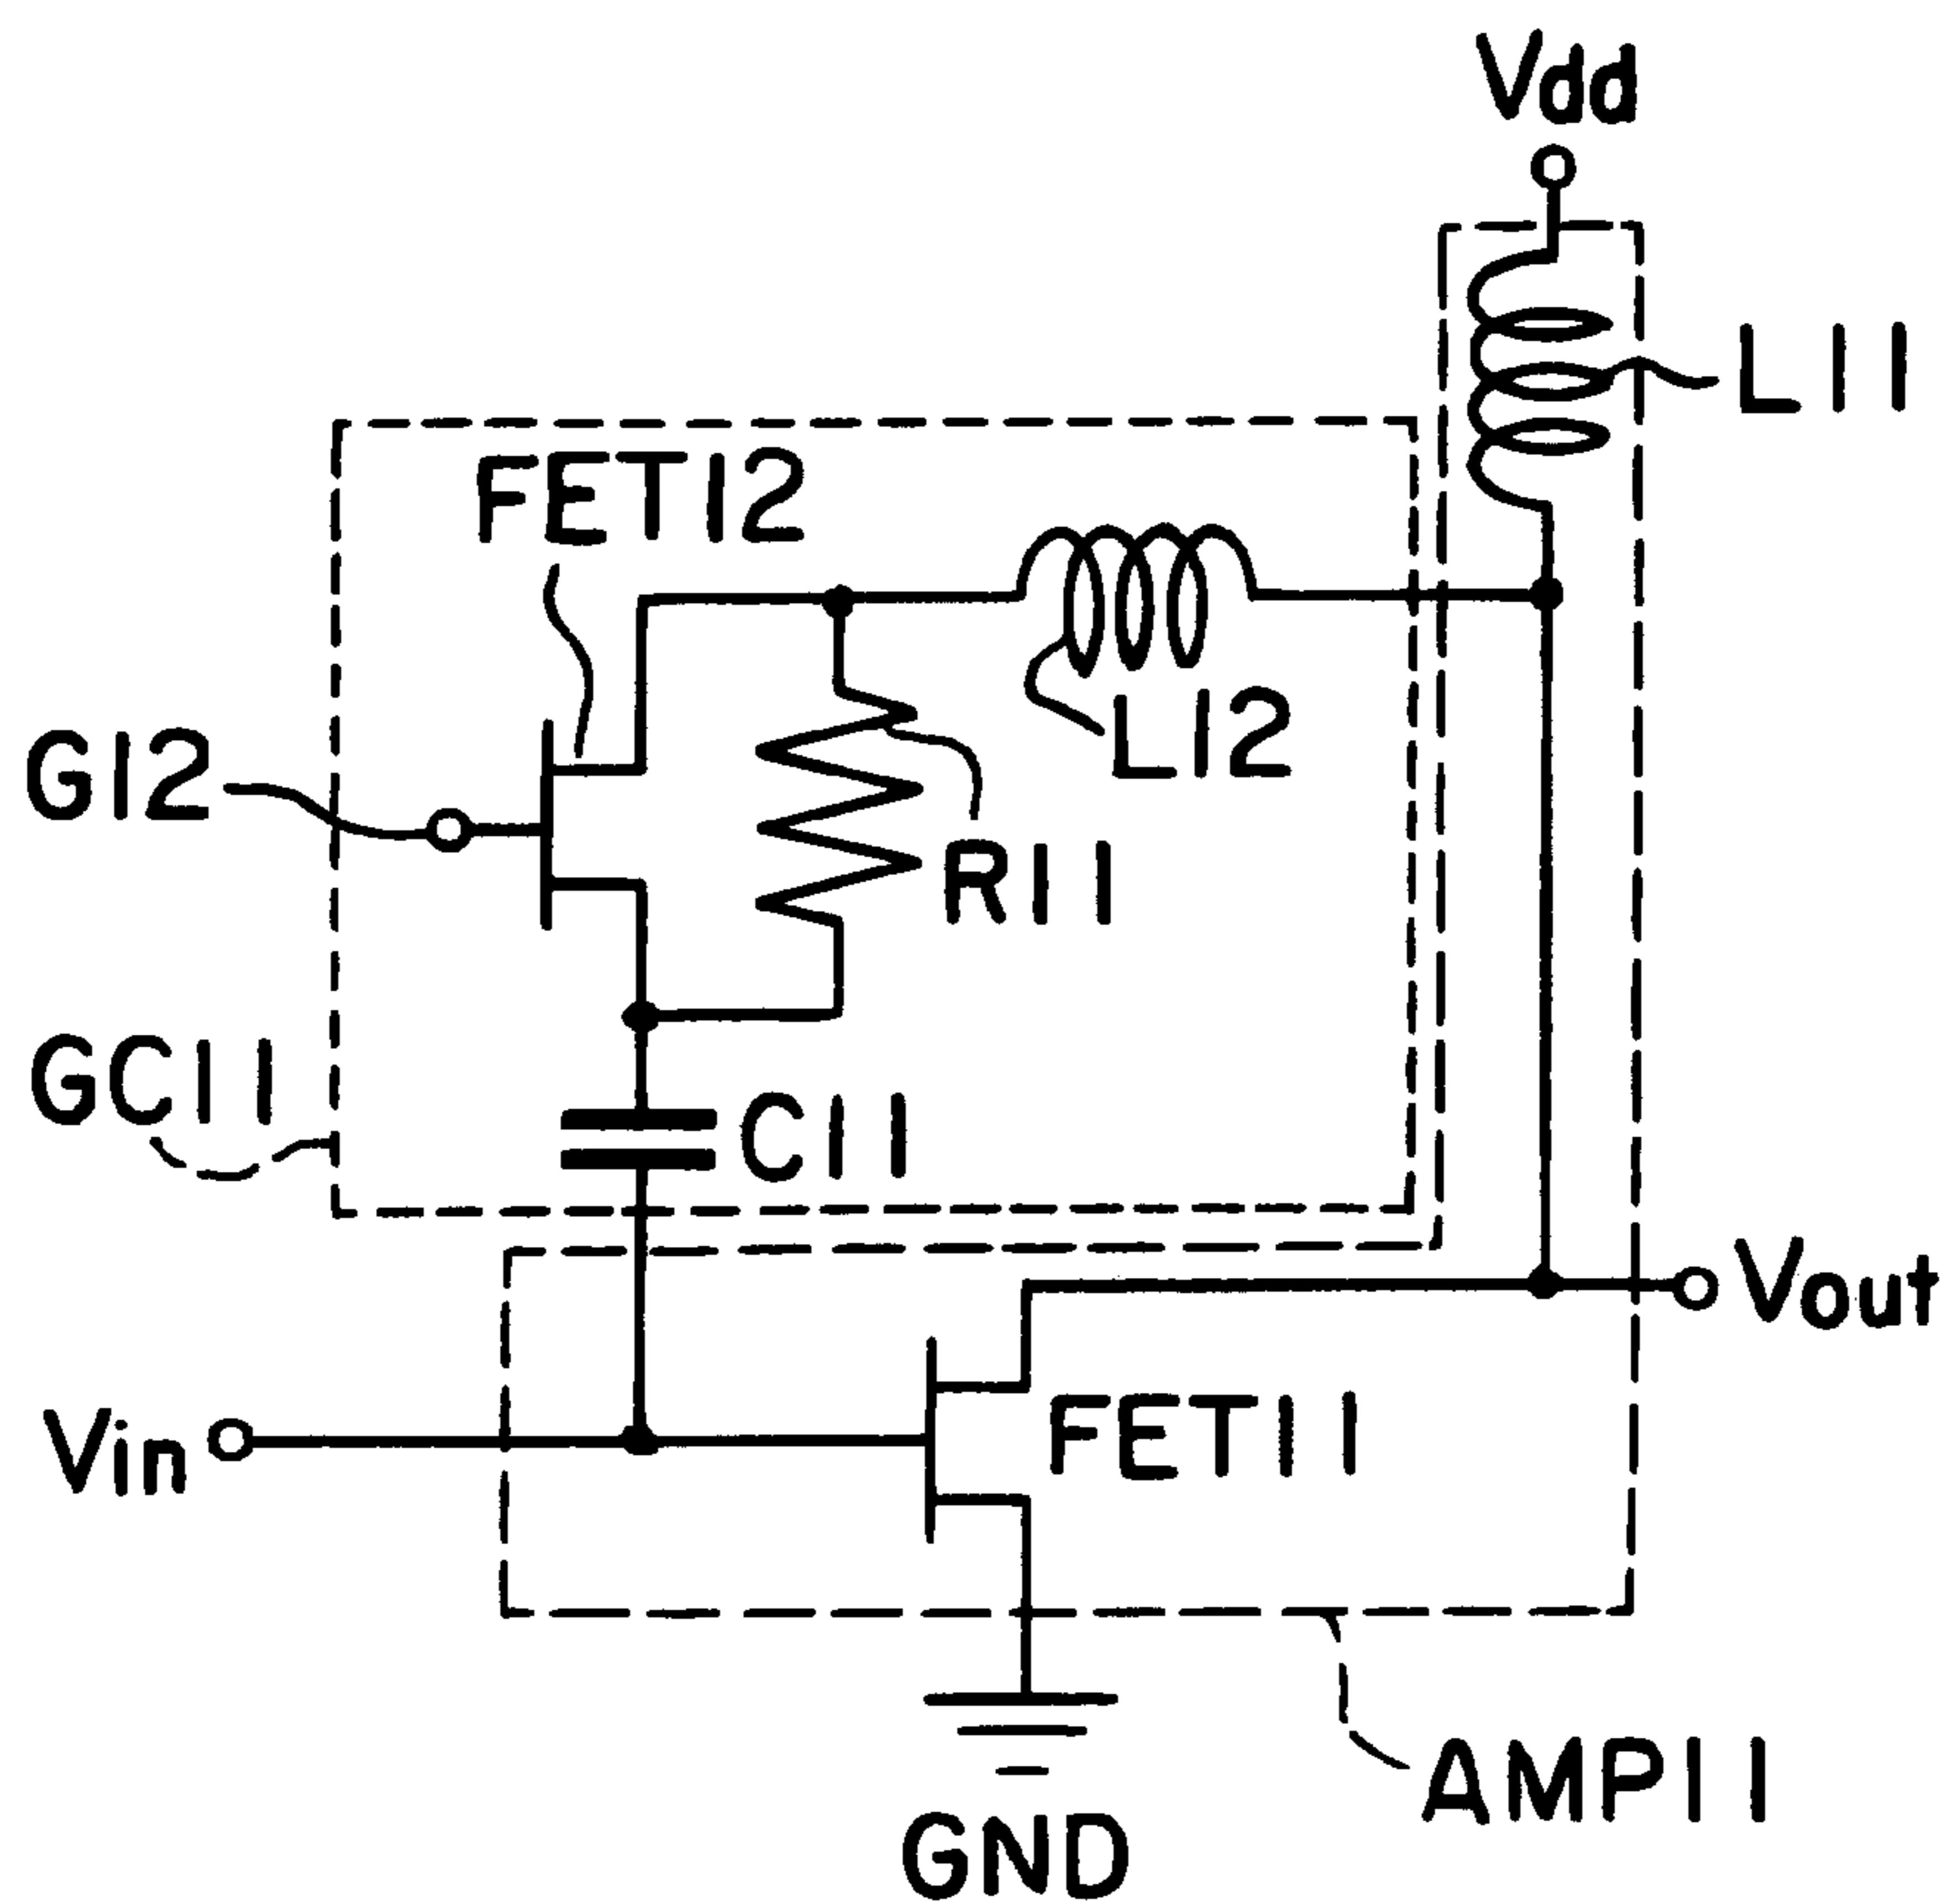 Vdd
L11
FET12
G12
L12
R11
GC11
C11
Vout
Vin
FET11
AMP11
GND